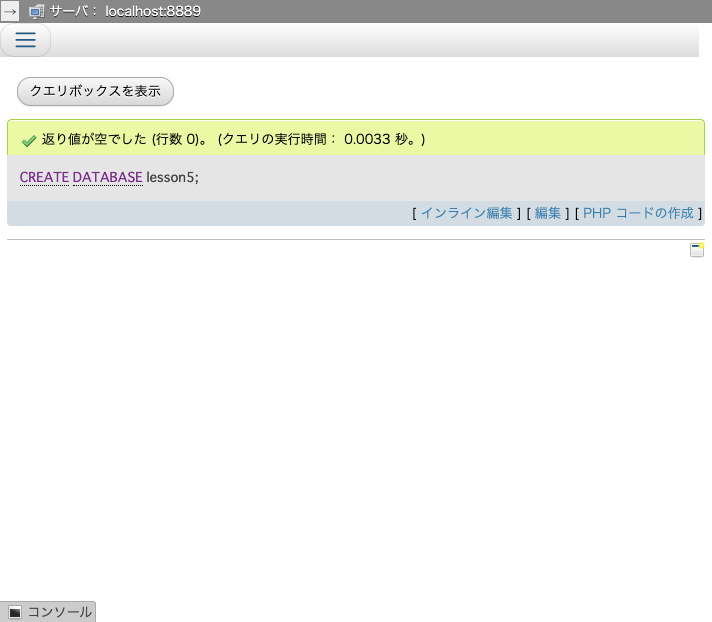 → サーバ： localhost:8889
クエリボックスを表示
返り値が空でした (行数 0)。 (クエリの実行時間： 0.0033 秒。)
CREATE DATABASE lesson5;
[ インライン編集 ] [ 編集 ] [ PHP コードの作成 ]
コンソール